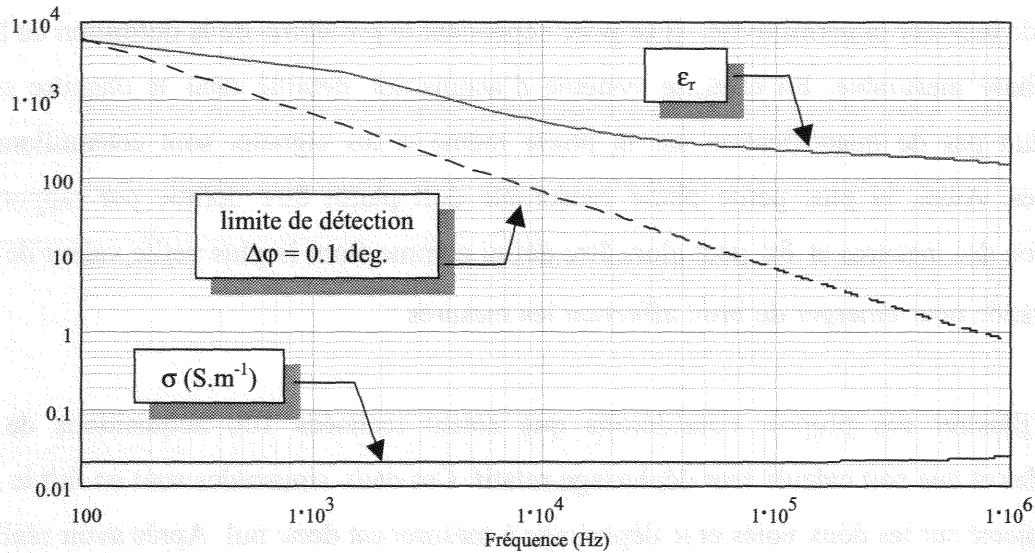 1·10⁴
1·10³
100
10
1
0.1
0.01
εᵣ
limite de détection
Δφ = 0.1 deg.
σ (S.m⁻¹)
100
1·10³
1·10⁴
1·10⁵
1·10⁶
Fréquence (Hz)